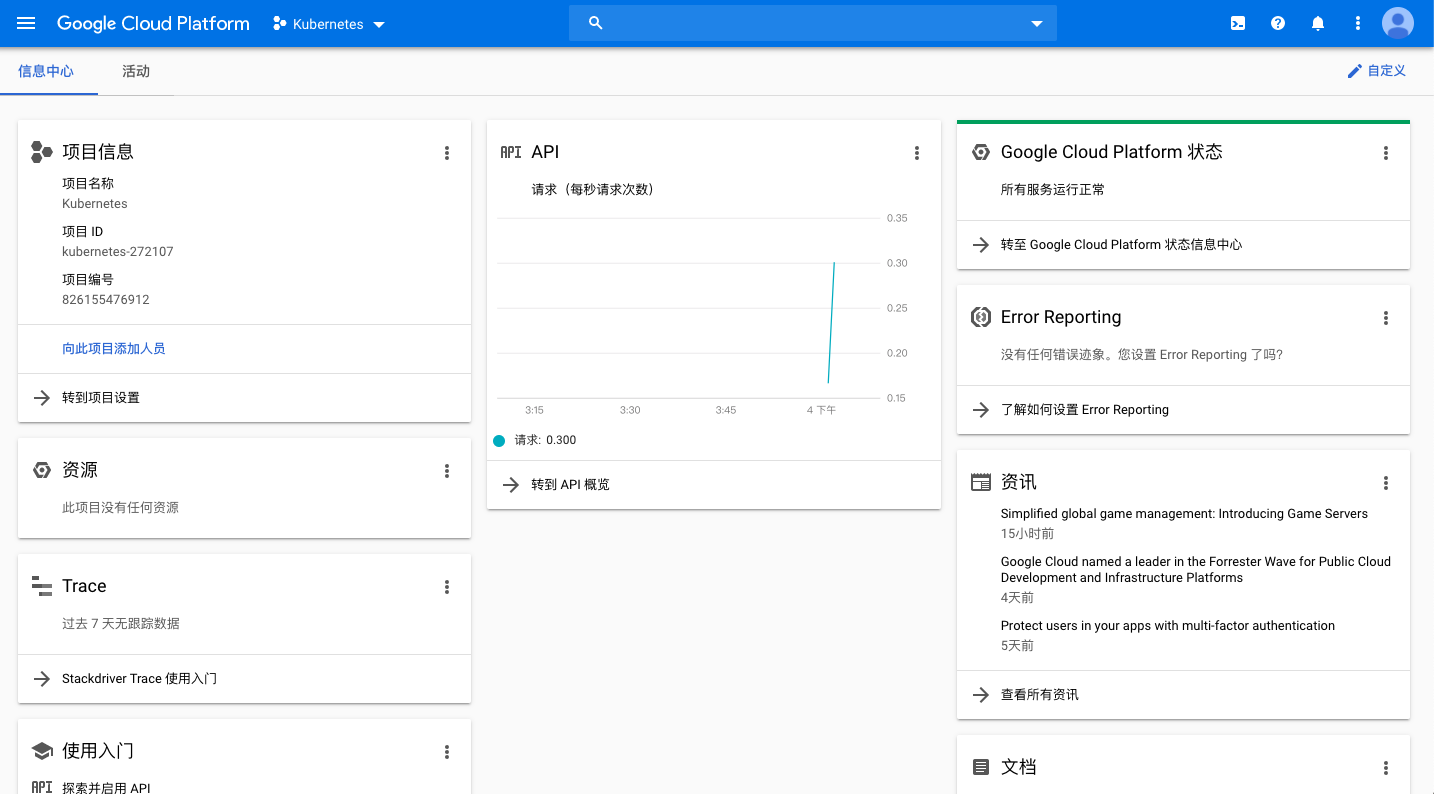 Google Cloud Platform
Kubernetes
信息中心
活动
自定义
项目信息
项目名称
Kubernetes
项目 ID
kubernetes-272107
项目编号
826155476912
向此项目添加人员
转到项目设置
资源
此项目没有任何资源
Trace
过去 7 天无跟踪数据
Stackdriver Trace 使用入门
使用入门
API 探索并启用 API
API API
请求（每秒请求次数）
0.35
0.30
0.25
0.20
0.15
3:15 3:30 3:45 4 下午
请求: 0.300
转到 API 概览
Google Cloud Platform 状态
所有服务运行正常
转至 Google Cloud Platform 状态信息中心
Error Reporting
没有任何错误迹象。您设置 Error Reporting 了吗?
了解如何设置 Error Reporting
资讯
Simplified global game management: Introducing Game Servers
15小时前
Google Cloud named a leader in the Forrester Wave for Public Cloud
Development and Infrastructure Platforms
4天前
Protect users in your apps with multi-factor authentication
5天前
查看所有资讯
文档